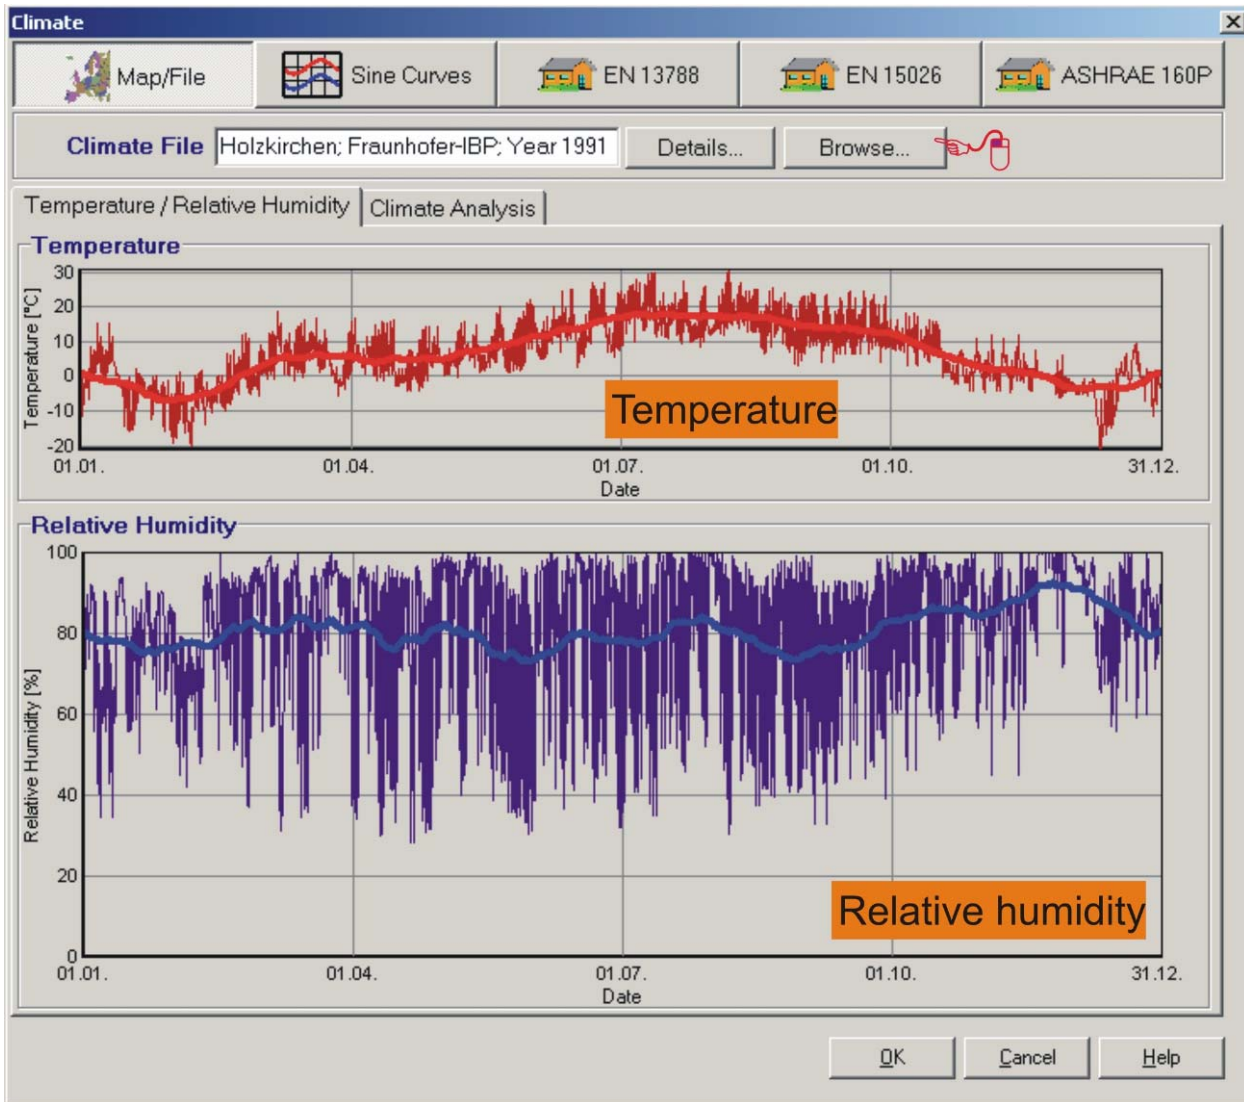 Climate
Map/File
Sine Curves
EN 13788
EN 15026
ASHRAE 160P
Climate File
Holzkirchen; Fraunhofer-IBP; Year 1991
Details...
Browse...
Temperature / Relative Humidity
Climate Analysis
Temperature
Temperature [°C]
30
20
10
0
-10
-20
Temperature
01.01.
01.04.
01.07.
01.10.
31.12.
Date
Relative Humidity
Relative Humidity [%]
100
80
60
40
20
0
Relative humidity
01.01.
01.04.
01.07.
01.10.
31.12.
Date
OK
Cancel
Help